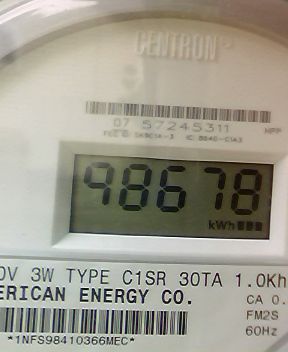 CENTRON
07 57245311
98678
kWh
0V 3W TYPE C1SR 30TA 1.0Kh
ERICAN ENERGY CO.
CA 0.
FM2S
60Hz
*1NFS98410366MEC*